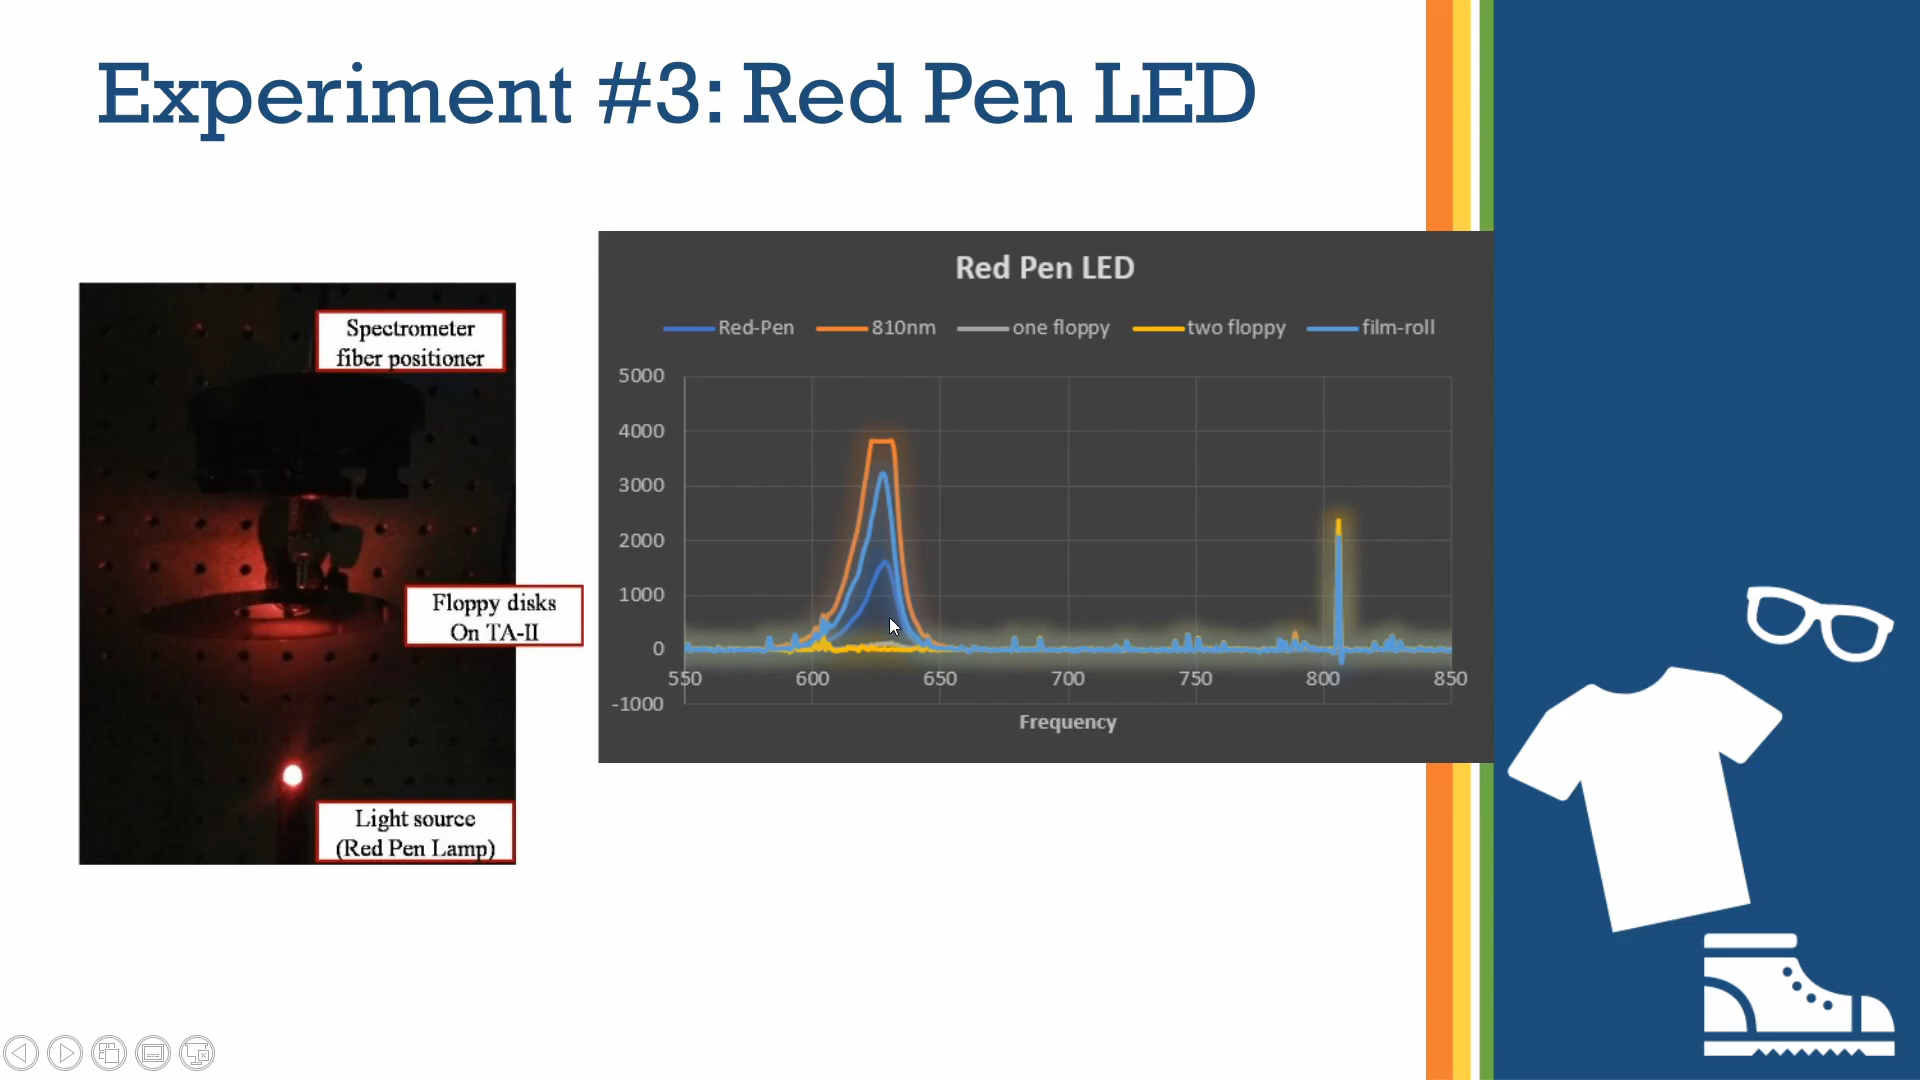 Experiment #3: Red Pen LED
Spectrometer
fiber positioner
Floppy disks
On TA-II
Light source
(Red Pen Lamp)
Red Pen LED
Red-Pen 810nm one floppy two floppy film-roll
5000
4000
3000
2000
1000
0
550 600 650 700 750 800 850
-1000
Frequency